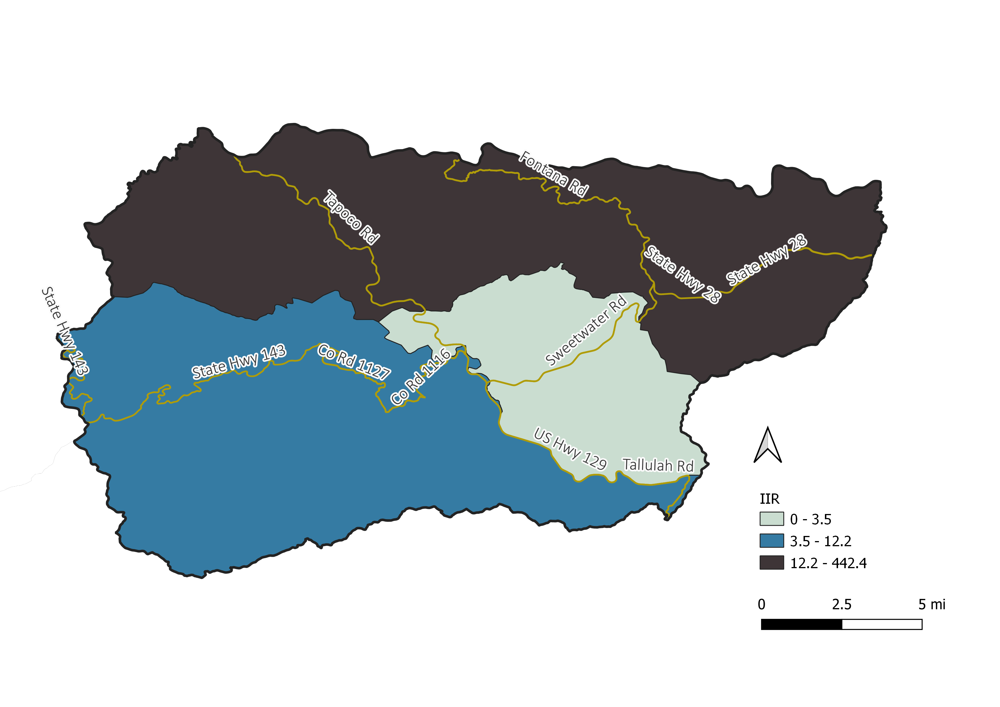 Fontana Rd
Tapoco Rd
State Hwy 28
State Hwy 28
State Hwy 143
Sweetwater Rd
State Hwy 143
Co Rd 1127
Co Rd 1116
US Hwy 129
Tallulah Rd
IIR
0 - 3.5
3.5 - 12.2
12.2 - 442.4
0 2.5 5 mi